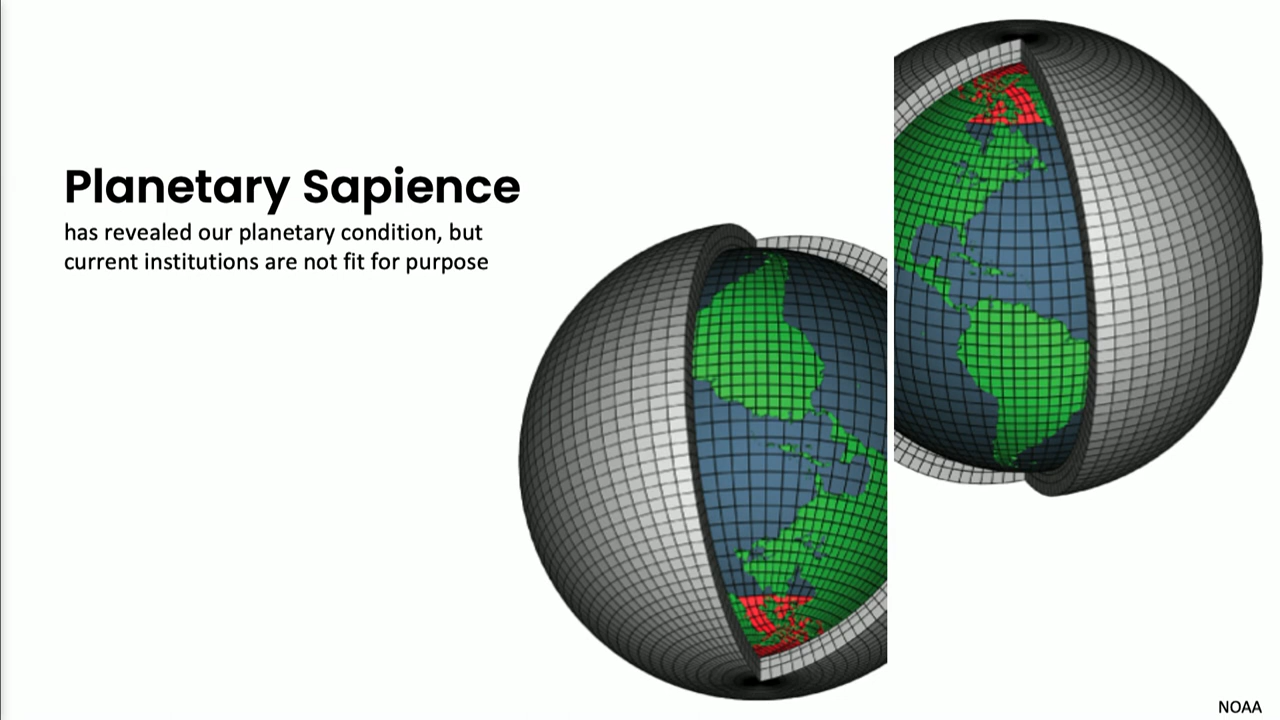 Planetary Sapience
has revealed our planetary condition, but
current institutions are not fit for purpose
NOAA